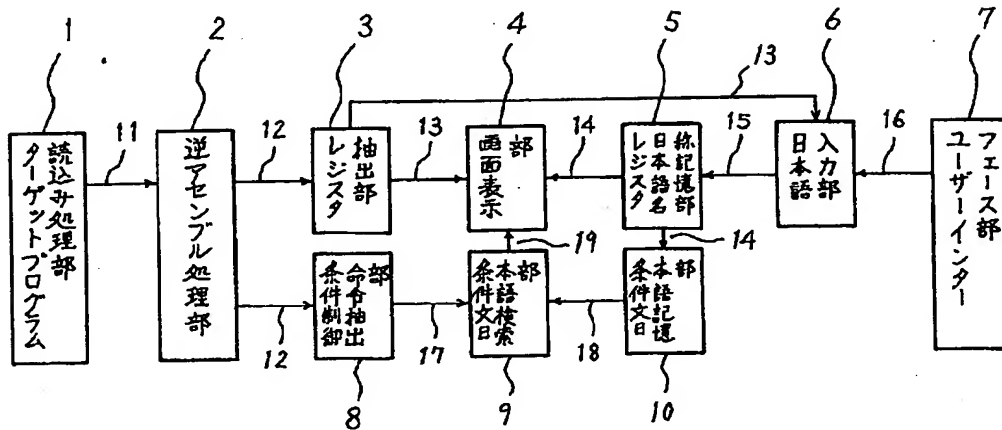 1
2
3
4
5
6
7
13
ターゲットプログラム
読込み処理部
11
逆アセンブル処理部
12
レジスタ
抽出部
13
画面表示
部
14
レジスタ
日本語名
称記憶部
15
日本語
入力部
16
ユーザーインター
フェース部
19
14
12
条件制御
命令抽出
部
17
条件文日
本語検索
部
18
条件文日
本語記憶
部
8
9
10